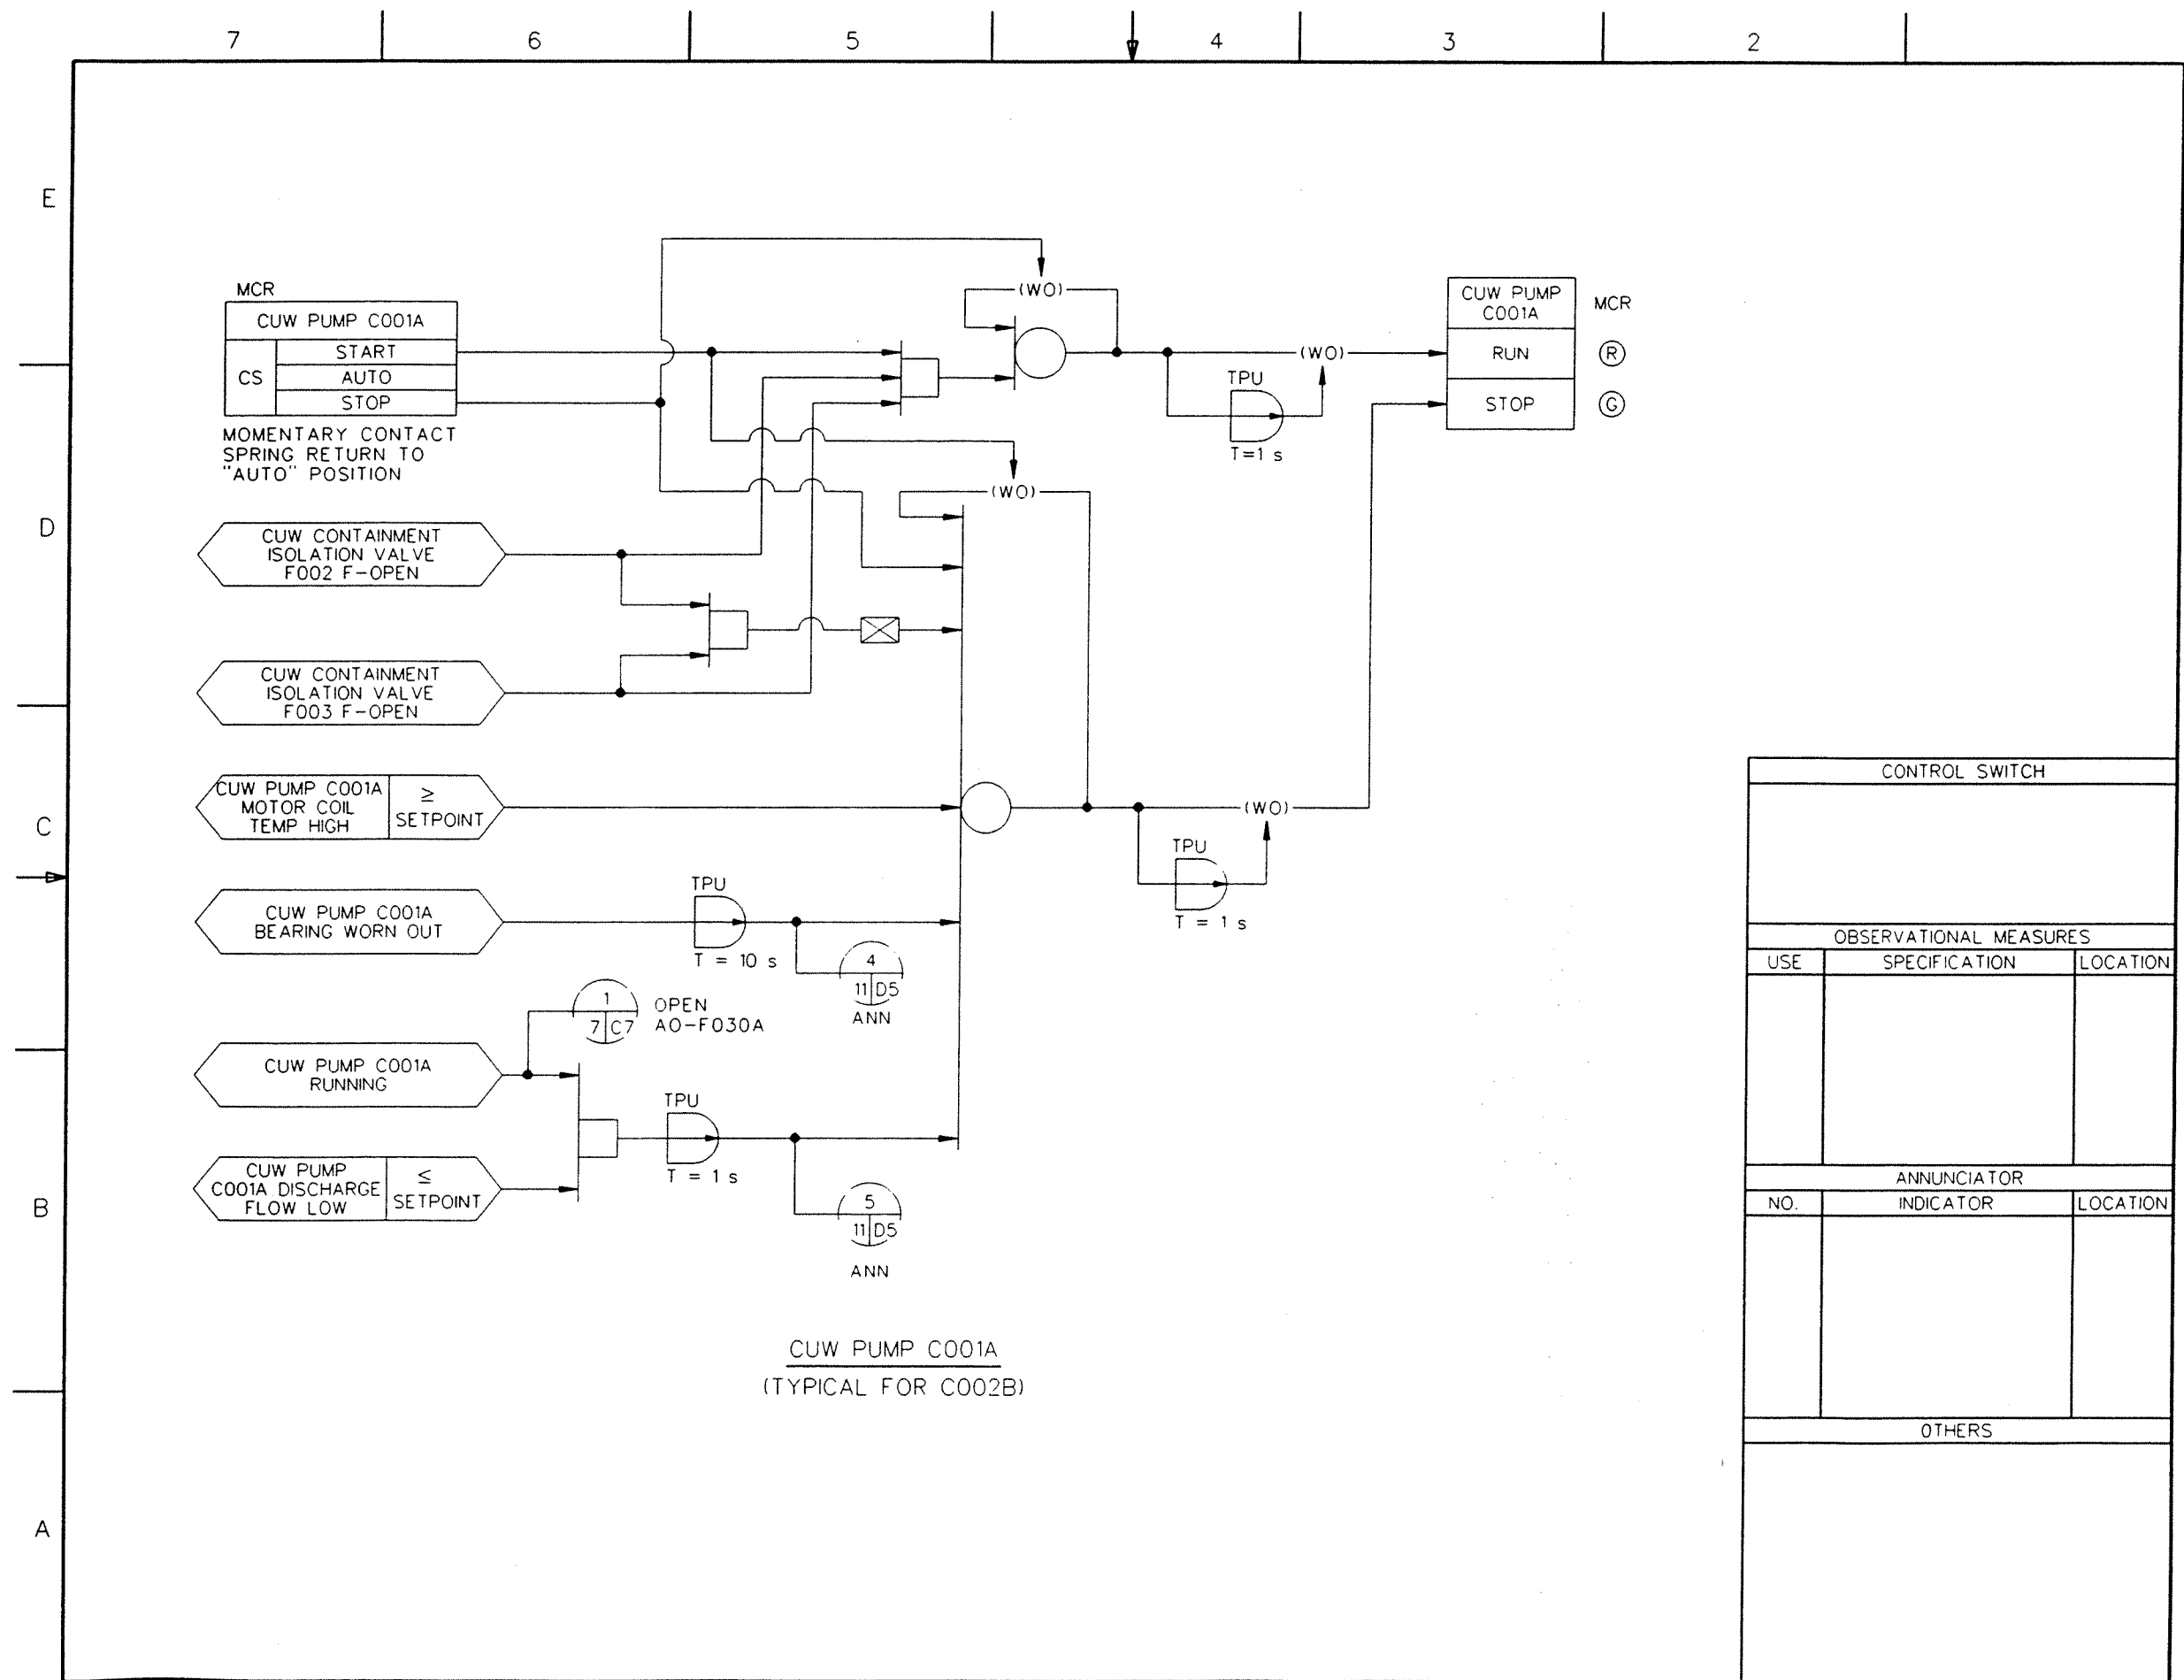 7 6 5 4 3 2
E
D
C
B
A
MCR
CUW PUMP C001A
CS
START
AUTO
STOP
MOMENTARY CONTACT
SPRING RETURN TO
"AUTO" POSITION
(WO)
(WO)
TPU
T=1 s
CUW PUMP
C001A
RUN
STOP
MCR
R
G
(WO)
CUW CONTAINMENT
ISOLATION VALVE
F002 F-OPEN
CUW CONTAINMENT
ISOLATION VALVE
F003 F-OPEN
CUW PUMP C001A
MOTOR COIL
TEMP HIGH
≥
SETPOINT
(WO)
TPU
T = 1 s
CUW PUMP C001A
BEARING WORN OUT
TPU
T = 10 s
4
11 D5
ANN
1
7 C7
OPEN
AO-F030A
CUW PUMP C001A
RUNNING
TPU
T = 1 s
CUW PUMP
C001A DISCHARGE
FLOW LOW
≤
SETPOINT
5
11 D5
ANN
CUW PUMP C001A
(TYPICAL FOR C002B)
CONTROL SWITCH
OBSERVATIONAL MEASURES
USE SPECIFICATION LOCATION
ANNUNCIATOR
NO. INDICATOR LOCATION
OTHERS